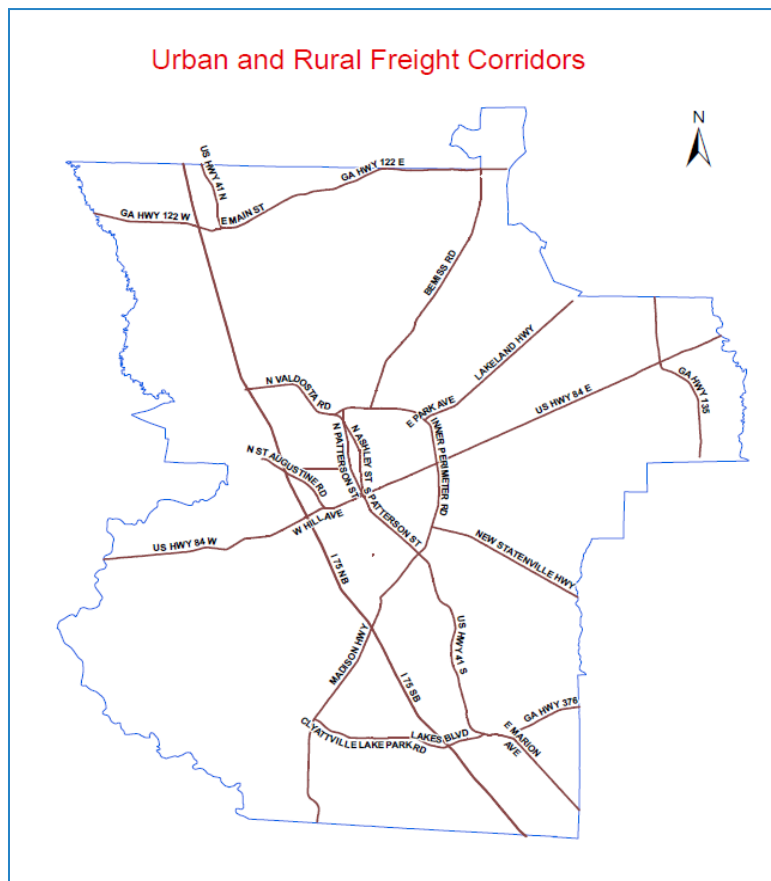 Urban and Rural Freight Corridors
N
US HWY 41 N
GA HWY 122 E
GA HWY 122 W
E MAIN ST
BEMISS RD
LAKELAND HWY
N VALDOSTA RD
E PARK AVE
US HWY 84 E
GA HWY 135
N ASHLEY ST
N PATTERSON ST
INNER PERIMETER RD
N ST AUGUSTINE RD
S PATTERSON ST
W HILL AVE
US HWY 84 W
I 75 NB
NEW STATENVILLE HWY
MADISON HWY
US HWY 41 S
I 75 SB
GA HWY 376
CLYATTVILLE LAKE PARK RD
LAKES BLVD
E MARION
AVE